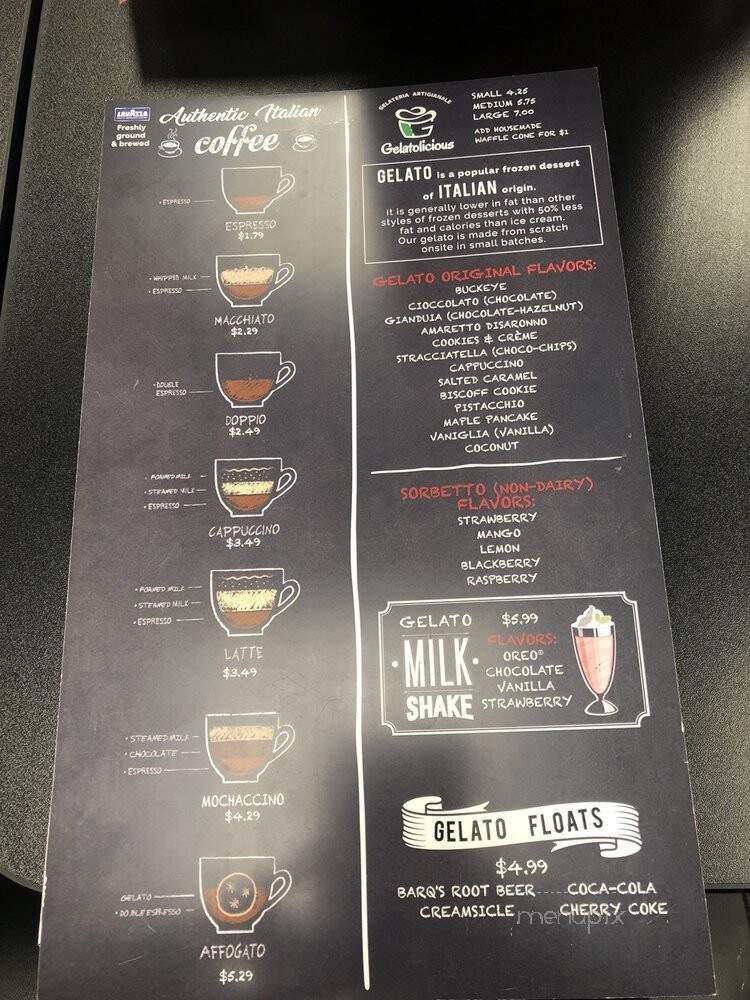 LAVAZZA
Freshly
ground
& brewed
Authentic Italian
coffee
• ESPRESSO
ESPRESSO
$1.79
• WHIPPED MILK
• ESPRESSO
MACCHIATO
$2.29
• DOUBLE
ESPRESSO
DOPPIO
$2.49
• FOAMED MILK
• STEAMED MILK
• ESPRESSO
CAPPUCCINO
$3.49
• FOAMED MILK
• STEAMED MILK
• ESPRESSO
LATTE
$3.49
• STEAMED MILK
• CHOCOLATE
• ESPRESSO
MOCHACCINO
$4.29
GELATO
• DOUBLE ESPRESSO
AFFOGATO
$5.29
GELATERIA ARTIGIANALE
G
Gelatolicious
SMALL 4.25
MEDIUM 5.75
LARGE 7.00
ADD HOUSEMADE
WAFFLE CONE FOR $1
GELATO is a popular frozen dessert
of ITALIAN origin.
It is generally lower in fat than other
styles of frozen desserts with 50% less
fat and calories than ice cream.
Our gelato is made from scratch
onsite in small batches.
GELATO ORIGINAL FLAVORS:
BUCKEYE
CIOCCOLATO (CHOCOLATE)
GIANDUIA (CHOCOLATE-HAZELNUT)
AMARETTO DISARONNO
COOKIES & CRÈME
STRACCIATELLA (CHOCO-CHIPS)
CAPPUCCINO
SALTED CARAMEL
BISCOFF COOKIE
PISTACCHIO
MAPLE PANCAKE
VANIGLIA (VANILLA)
COCONUT
SORBETTO (NON-DAIRY)
FLAVORS:
STRAWBERRY
MANGO
LEMON
BLACKBERRY
RASPBERRY
GELATO
• MILK •
SHAKE
$5.99
FLAVORS:
OREO®
CHOCOLATE
VANILLA
STRAWBERRY
GELATO FLOATS
$4.99
BARQ'S ROOT BEER COCA-COLA
CREAMSICLE CHERRY COKE
menupix